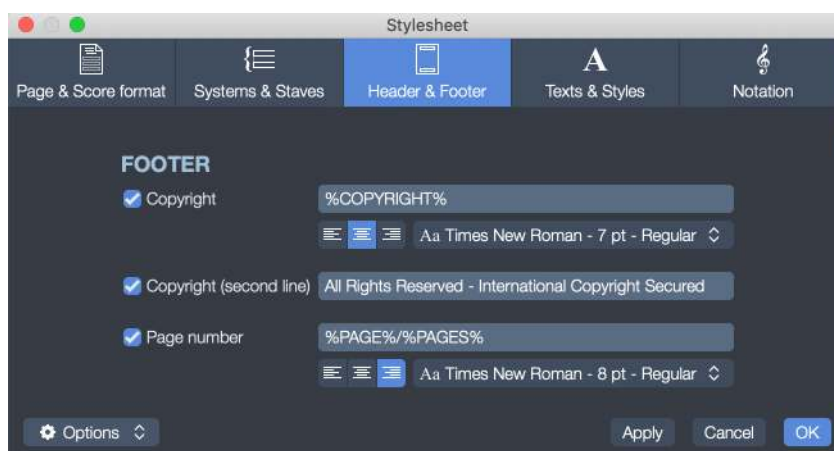 Stylesheet
Page & Score format Systems & Staves Header & Footer Texts & Styles Notation
FOOTER
Copyright %COPYRIGHT%
Aa Times New Roman - 7 pt - Regular
Copyright (second line) All Rights Reserved - International Copyright Secured
Page number %PAGE%/%PAGES%
Aa Times New Roman - 8 pt - Regular
Options Apply Cancel OK